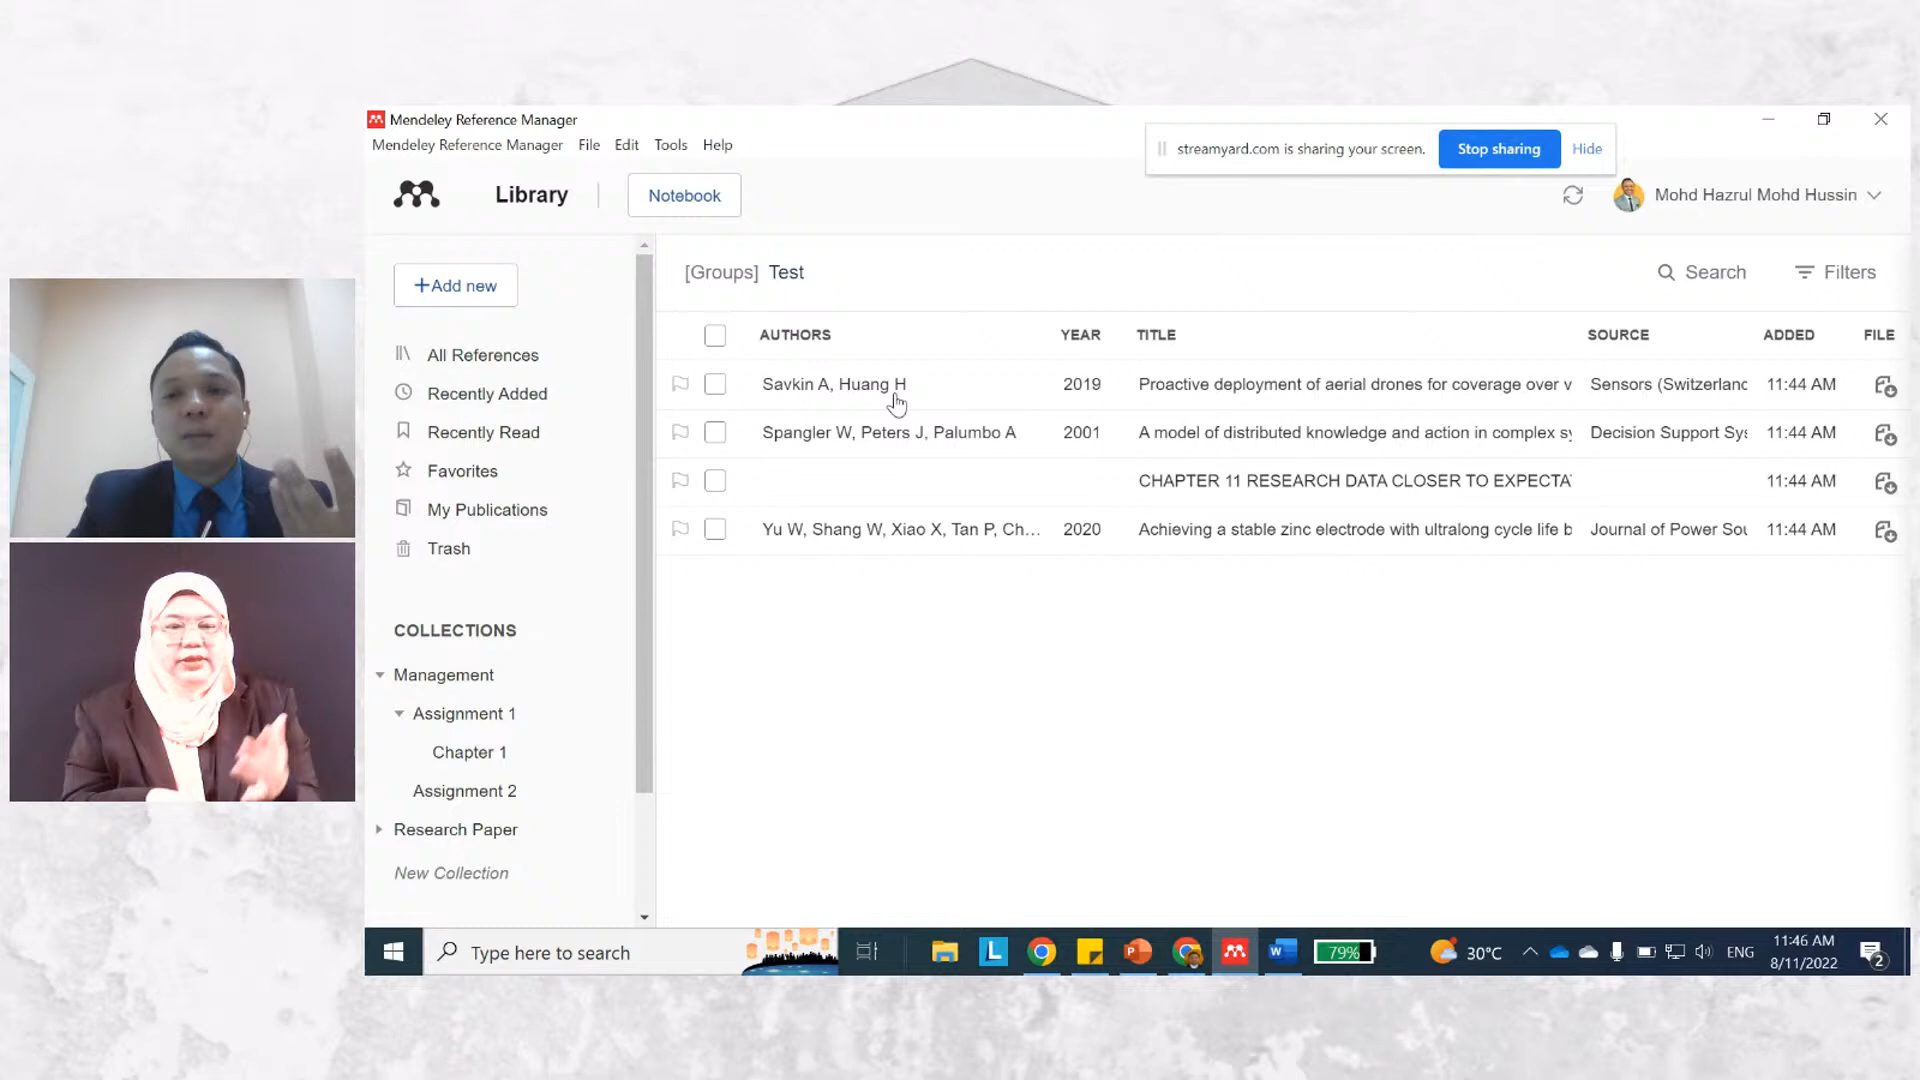 Mendeley Reference Manager
Mendeley Reference Manager File Edit Tools Help
streamyard.com is sharing your screen. Stop sharing Hide
Library Notebook
Mohd Hazrul Mohd Hussin
+Add new
All References
Recently Added
Recently Read
Favorites
My Publications
Trash
COLLECTIONS
Management
Assignment 1
Chapter 1
Assignment 2
Research Paper
New Collection
[Groups] Test
Search Filters
AUTHORS YEAR TITLE SOURCE ADDED FILE
Savkin A, Huang H 2019 Proactive deployment of aerial drones for coverage over v Sensors (Switzerlanc 11:44 AM
Spangler W, Peters J, Palumbo A 2001 A model of distributed knowledge and action in complex sy Decision Support Sys 11:44 AM
CHAPTER 11 RESEARCH DATA CLOSER TO EXPECTA 11:44 AM
Yu W, Shang W, Xiao X, Tan P, Ch... 2020 Achieving a stable zinc electrode with ultralong cycle life b Journal of Power Sou 11:44 AM
Type here to search
L
79%
30°C
ENG
11:46 AM
8/11/2022
2